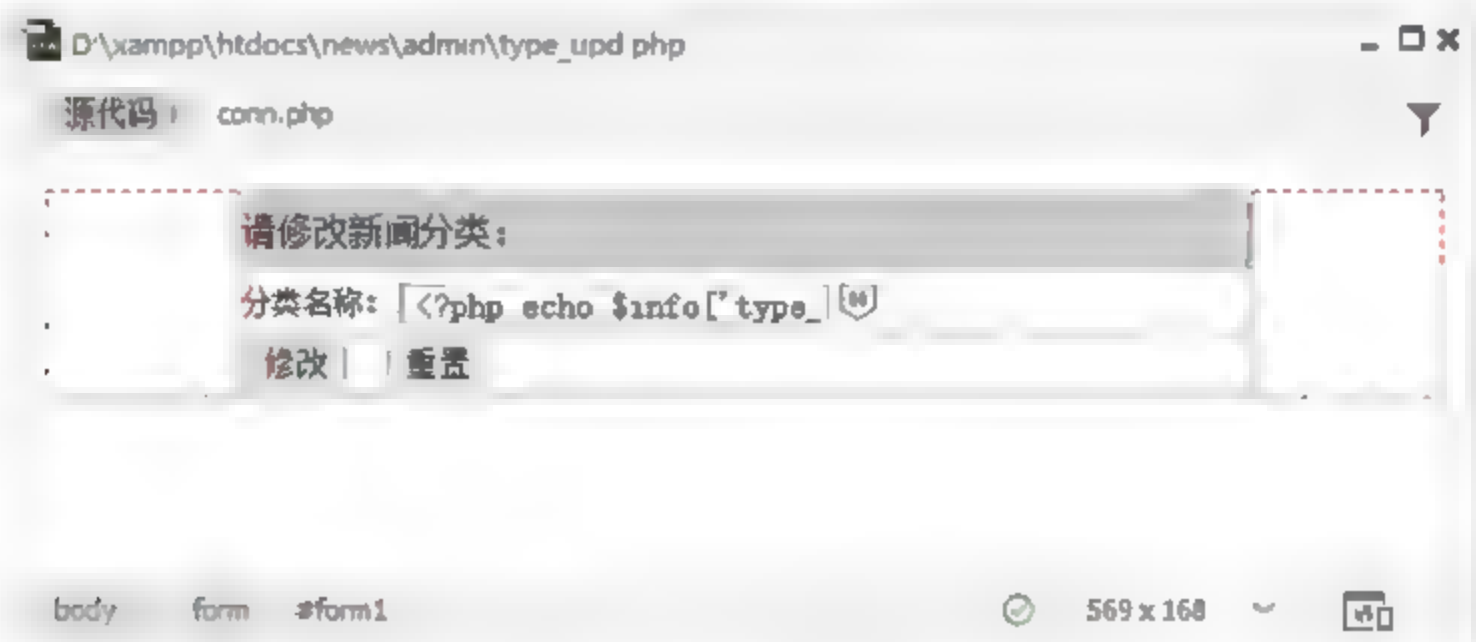 D:\xampp\htdocs\news\admin\type_upd.php
源代码 conn.php
请修改新闻分类：
分类名称： <?php echo $info['type_
修改 重置
body form #form1 569 x 168